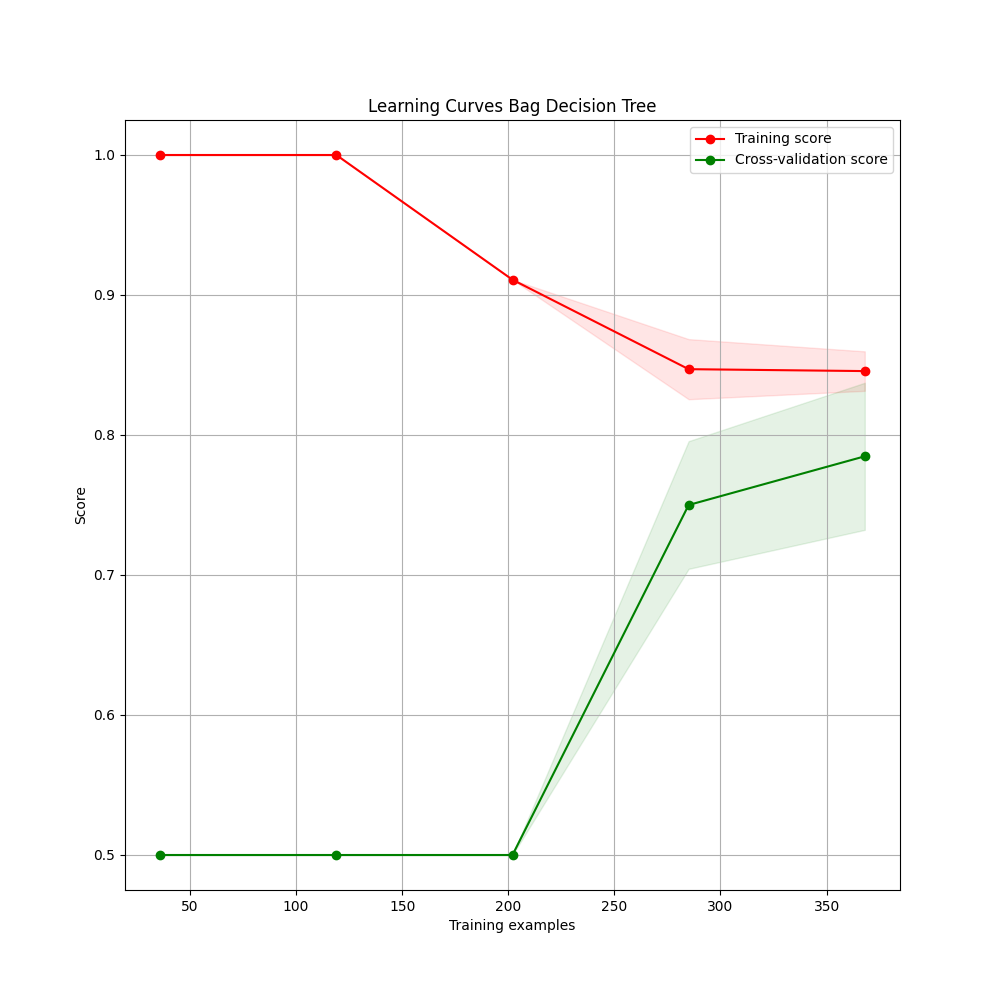 Learning Curves Bag Decision Tree
Training score
Cross-validation score
1.0
0.9
0.8
0.7
0.6
0.5
Score
50 100 150 200 250 300 350
Training examples